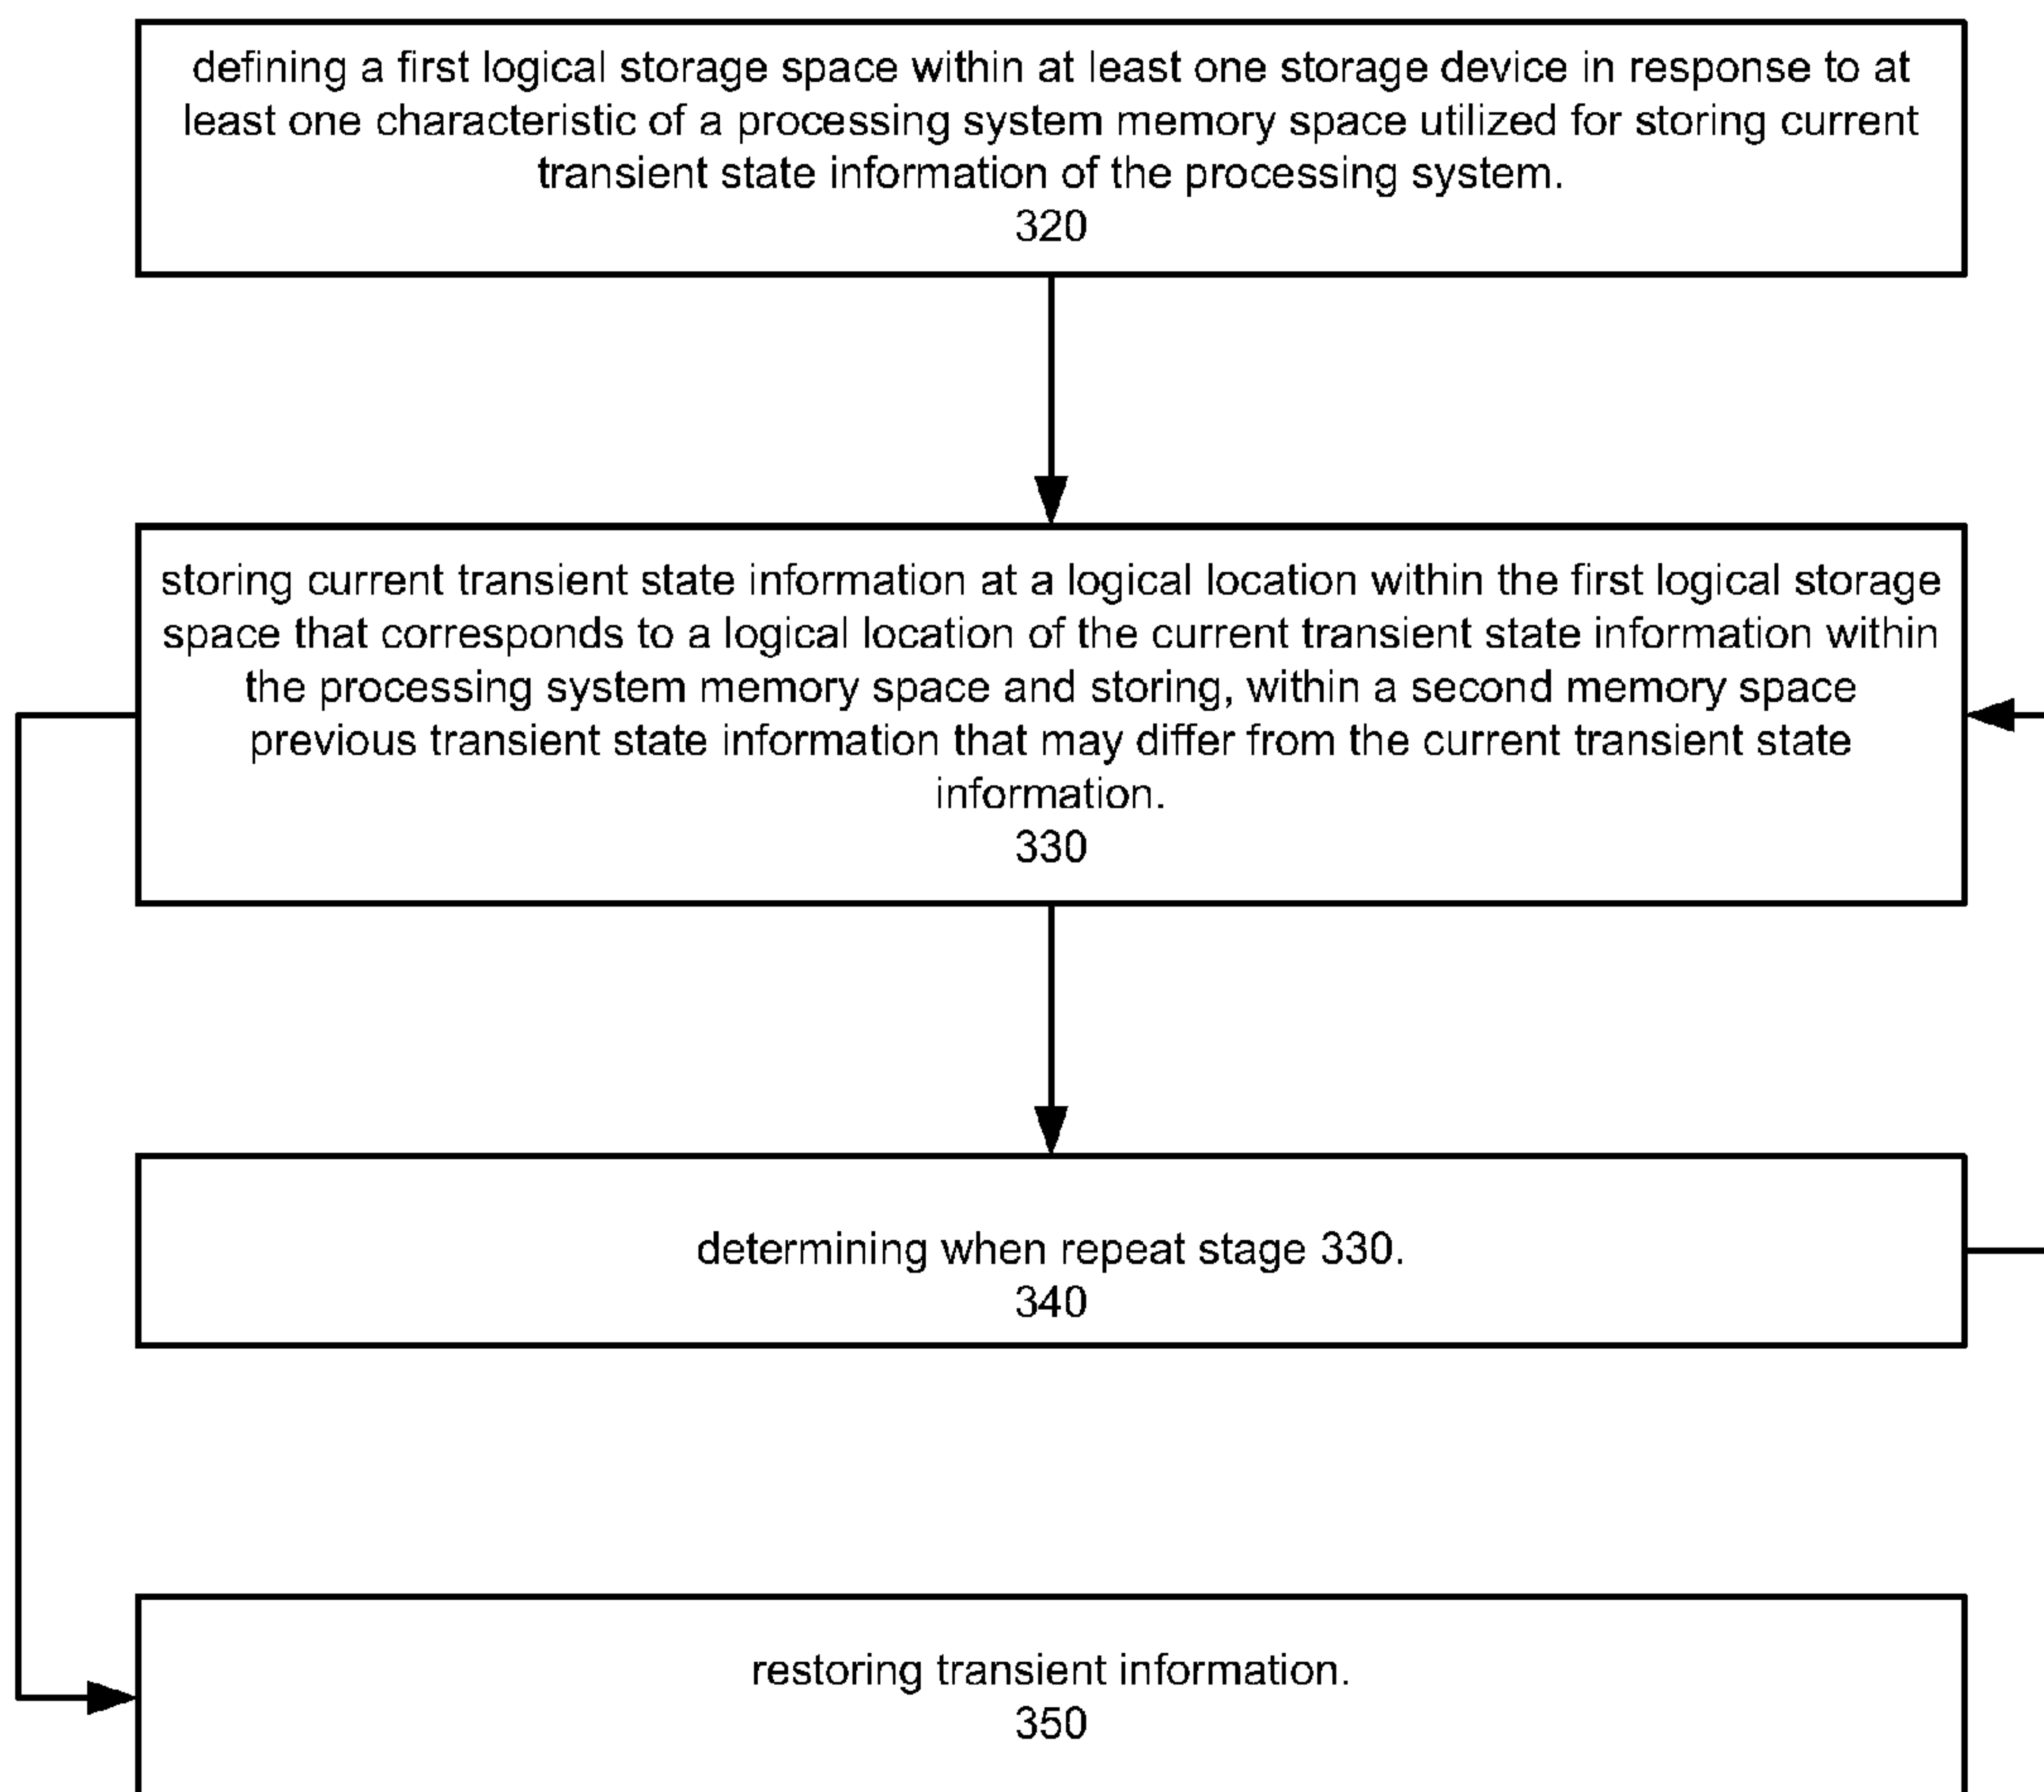 defining a first logical storage space within at least one storage device in response to at
least one characteristic of a processing system memory space utilized for storing current
transient state information of the processing system.
320
storing current transient state information at a logical location within the first logical storage
space that corresponds to a logical location of the current transient state information within
the processing system memory space and storing, within a second memory space
previous transient state information that may differ from the current transient state
information.
330
determining when repeat stage 330.
340
restoring transient information.
350